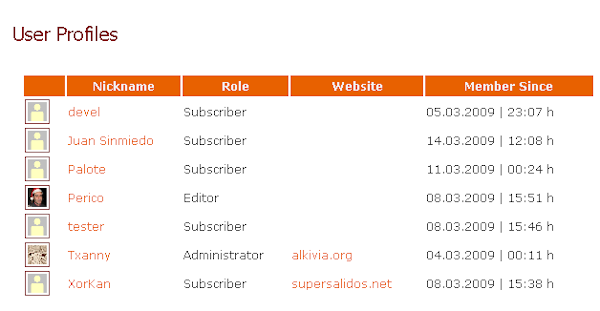 User Profiles
Nickname Role Website Member Since
devel Subscriber 05.03.2009 | 23:07 h
Juan Sinmiedo Subscriber 14.03.2009 | 12:08 h
Palote Subscriber 11.03.2009 | 00:24 h
Perico Editor 08.03.2009 | 15:51 h
tester Subscriber 08.03.2009 | 15:46 h
Txanny Administrator alkivia.org 04.03.2009 | 00:11 h
XorKan Subscriber supersalidos.net 08.03.2009 | 15:38 h